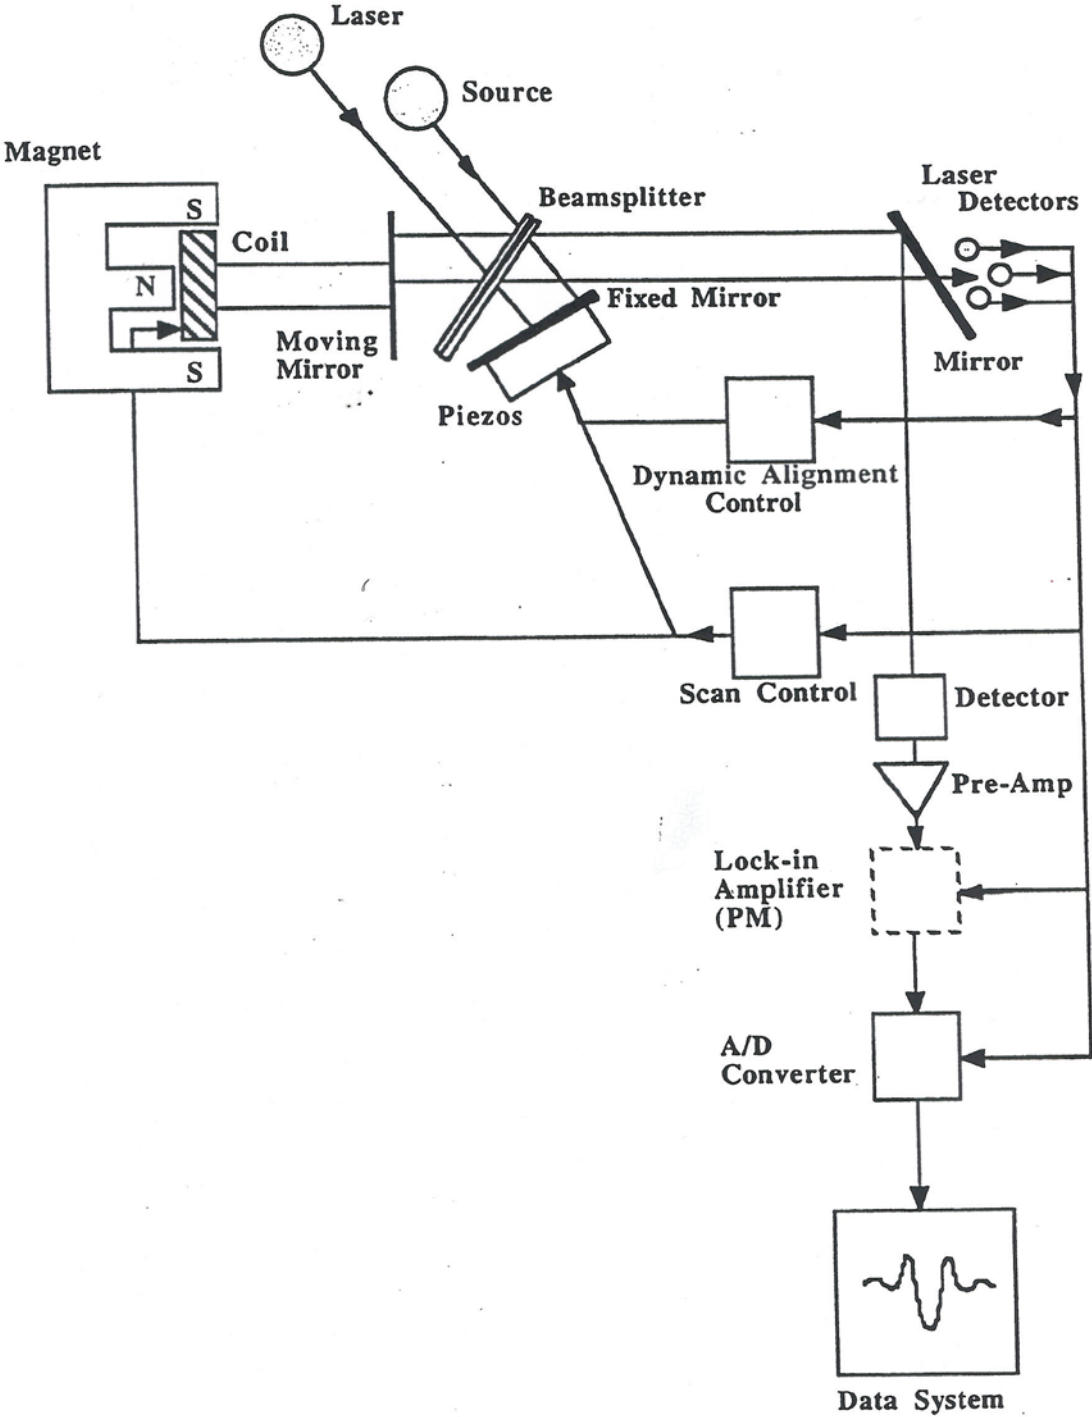 Laser
Source
Magnet
Beamsplitter
Laser
Detectors
S
Coil
N
Fixed Mirror
Moving
Mirror
Mirror
S
Piezos
Dynamic Alignment
Control
Scan Control
Detector
Pre-Amp
Lock-in
Amplifier
(PM)
A/D
Converter
Data System